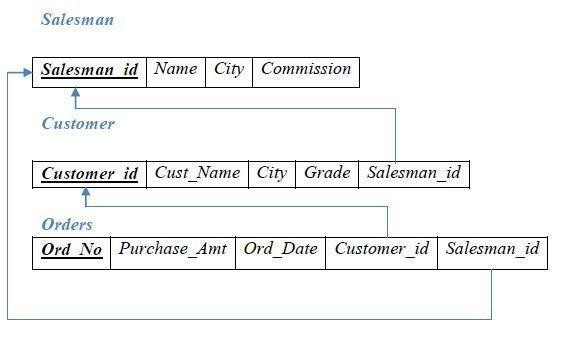 Salesman
Salesman_id Name City Commission
Customer
Customer_id Cust_Name City Grade Salesman_id
Orders
Ord_No Purchase_Amt Ord_Date Customer_id Salesman_id